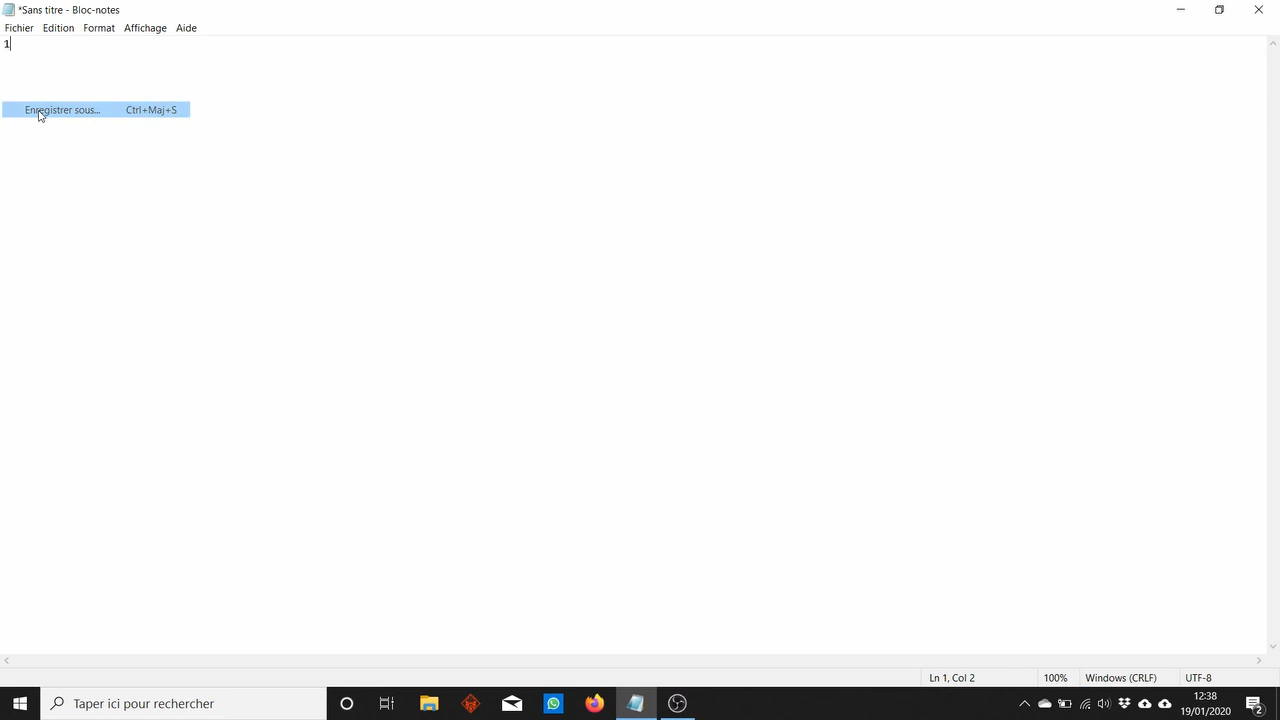 *Sans titre - Bloc-notes
Fichier Edition Format Affichage Aide
1
Enregistrer sous... Ctrl+Maj+S
Ln 1, Col 2 100% Windows (CRLF) UTF-8
Taper ici pour rechercher
12:38
19/01/2020
2